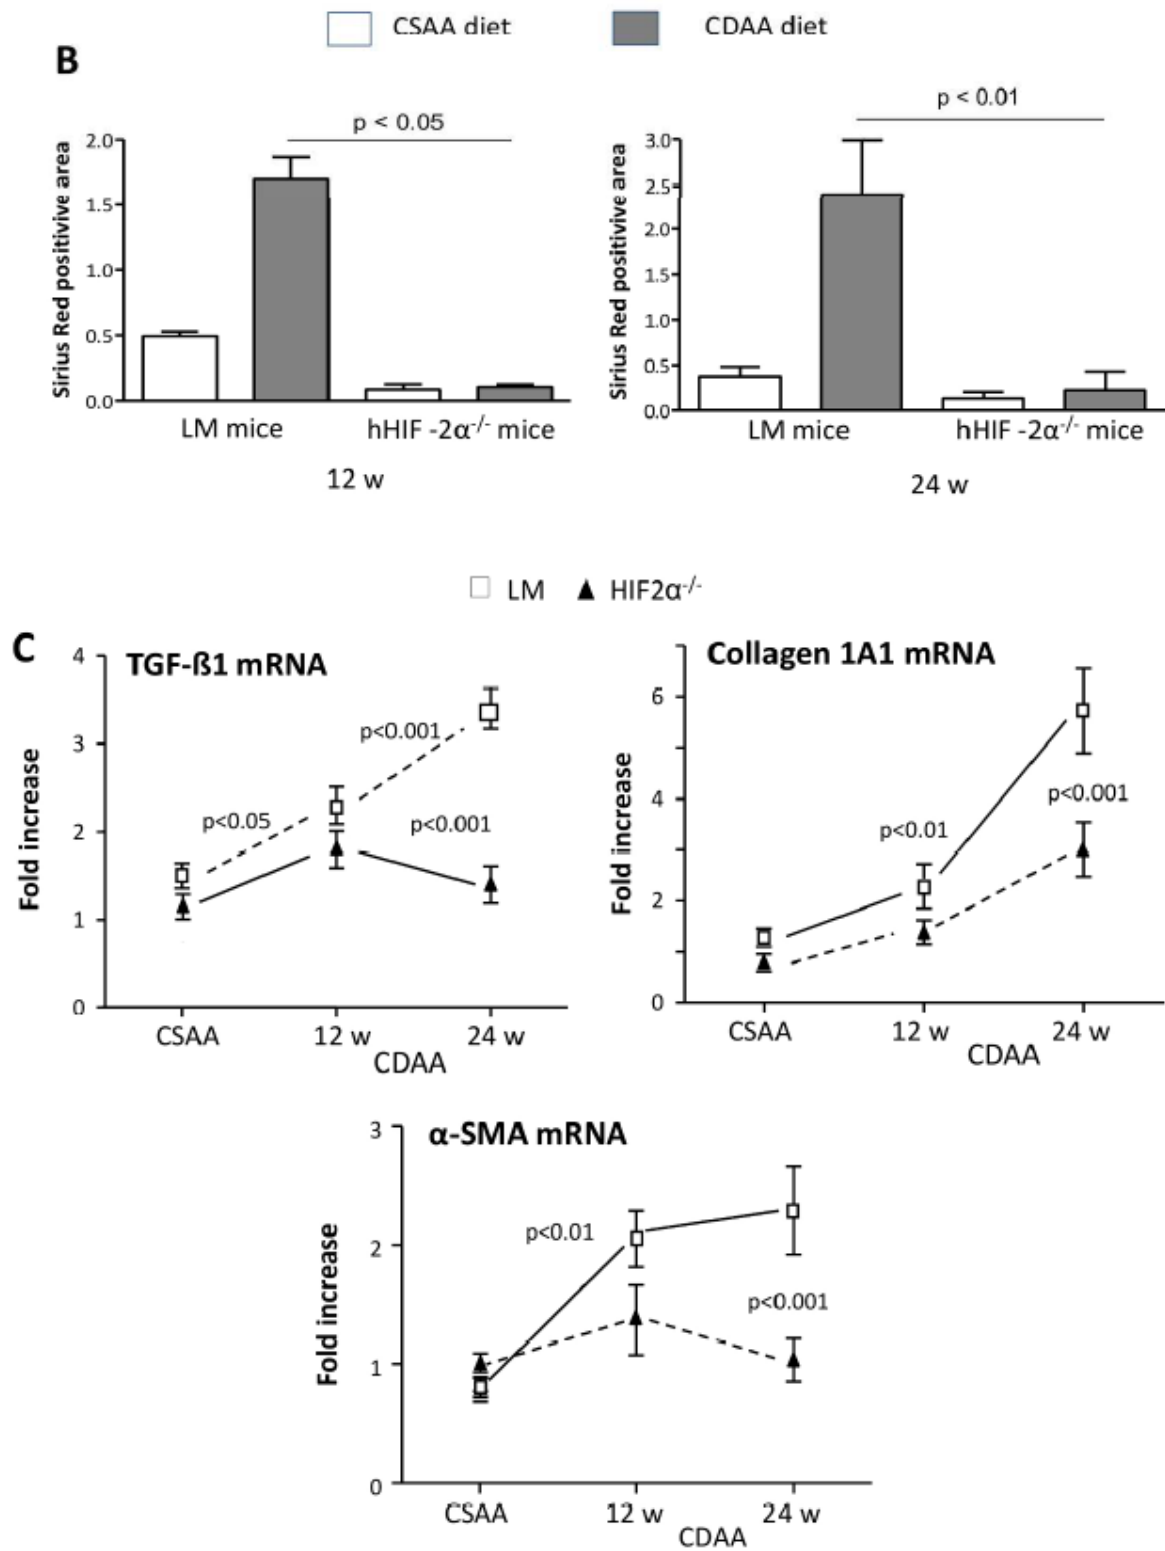 CSAA diet CDAA diet
B
p < 0.05
p < 0.01
Sirius Red positivive area
2.0
1.5
1.0
0.5
0.0
LM mice hHIF -2α-/- mice
12 w
Sirius Red positivive area
3.0
2.5
2.0
1.5
1.0
0.5
0.0
LM mice hHIF -2α-/- mice
24 w
LM HIF2α-/-
C
TGF-ß1 mRNA
Fold increase
4
3
2
1
0
p<0.05
p<0.001
p<0.001
CSAA 12 w 24 w
CDAA
Collagen 1A1 mRNA
Fold increase
6
4
2
0
p<0.01
p<0.001
CSAA 12 w 24 w
CDAA
α-SMA mRNA
Fold increase
3
2
1
0
p<0.01
p<0.001
CSAA 12 w 24 w
CDAA